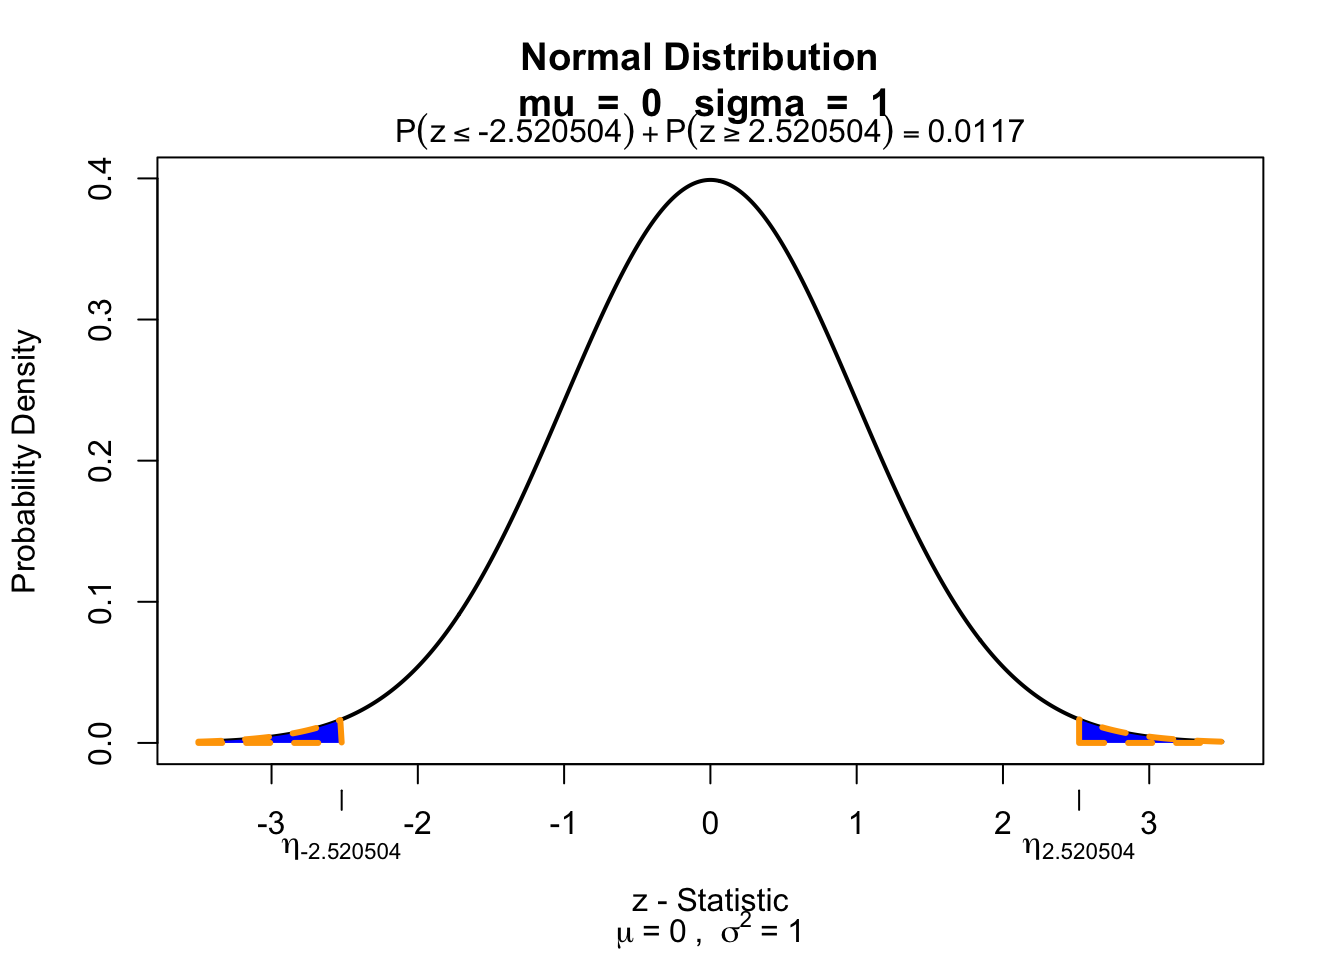 Normal Distribution
mu = 0 sigma = 1
P(z ≤ -2.520504) + P(z ≥ 2.520504) = 0.0117
Probability Density
0.4
0.3
0.2
0.1
0.0
-3 -2 -1 0 1 2 3
η-2.520504 η2.520504
z - Statistic
μ = 0 , σ² = 1